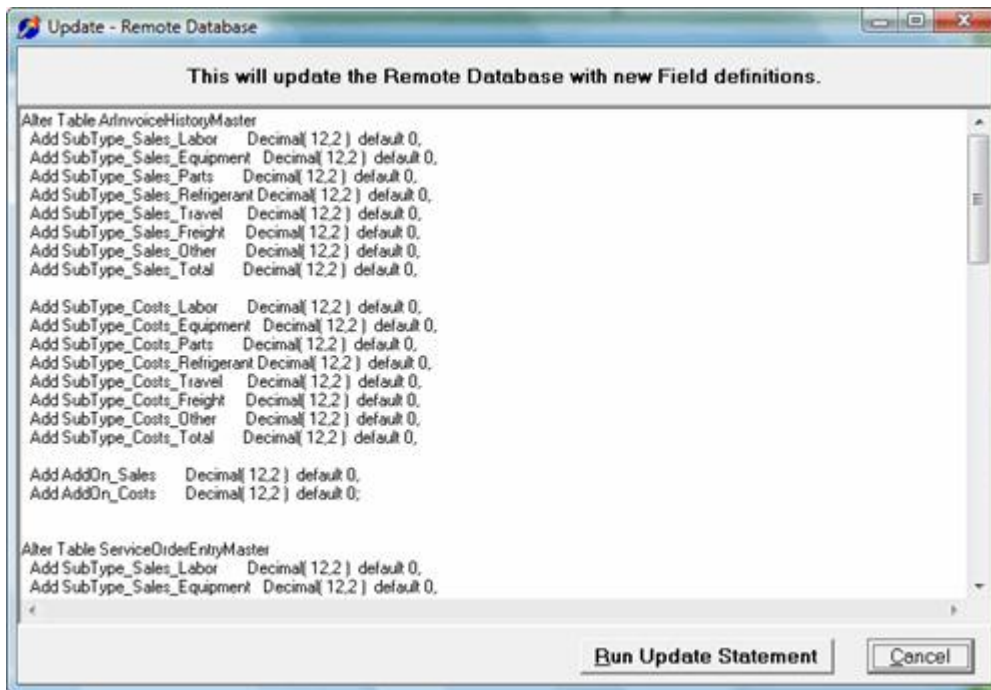 Update - Remote Database
This will update the Remote Database with new Field definitions.
Alter Table ArInvoiceHistoryMaster
Add SubType_Sales_Labor Decimal( 12,2 ) default 0,
Add SubType_Sales_Equipment Decimal( 12,2 ) default 0,
Add SubType_Sales_Parts Decimal( 12,2 ) default 0,
Add SubType_Sales_Refrigerant Decimal( 12,2 ) default 0,
Add SubType_Sales_Travel Decimal( 12,2 ) default 0,
Add SubType_Sales_Freight Decimal( 12,2 ) default 0,
Add SubType_Sales_Other Decimal( 12,2 ) default 0,
Add SubType_Sales_Total Decimal( 12,2 ) default 0,
Add SubType_Costs_Labor Decimal( 12,2 ) default 0,
Add SubType_Costs_Equipment Decimal( 12,2 ) default 0,
Add SubType_Costs_Parts Decimal( 12,2 ) default 0,
Add SubType_Costs_Refrigerant Decimal( 12,2 ) default 0,
Add SubType_Costs_Travel Decimal( 12,2 ) default 0,
Add SubType_Costs_Freight Decimal( 12,2 ) default 0,
Add SubType_Costs_Other Decimal( 12,2 ) default 0,
Add SubType_Costs_Total Decimal( 12,2 ) default 0,
Add AddOn_Sales Decimal( 12,2 ) default 0,
Add AddOn_Costs Decimal( 12,2 ) default 0;
Alter Table ServiceOrderEntryMaster
Add SubType_Sales_Labor Decimal( 12,2 ) default 0,
Add SubType_Sales_Equipment Decimal( 12,2 ) default 0,
Run Update Statement Cancel